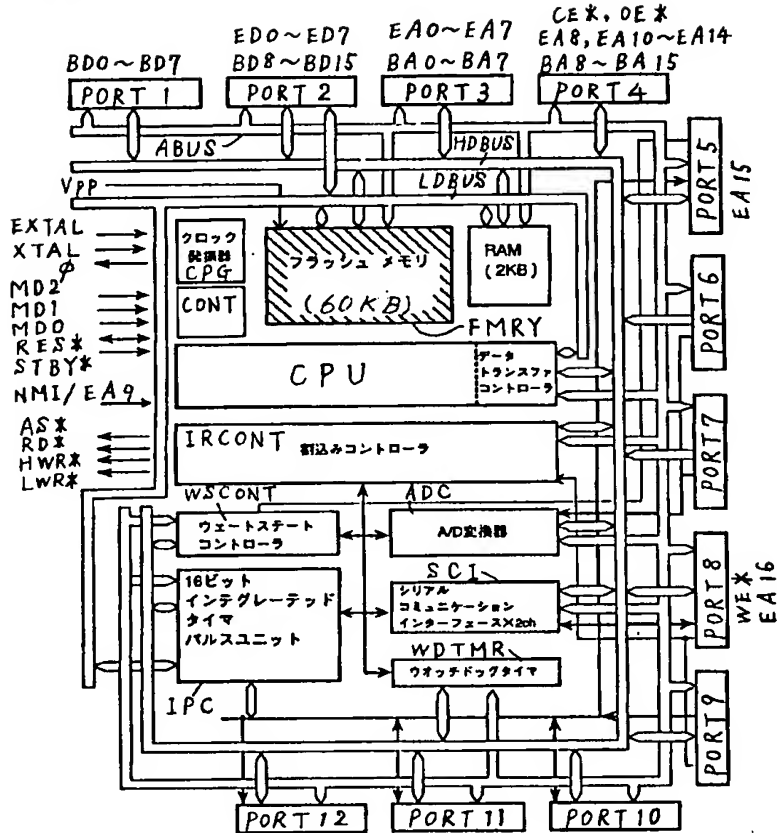 CE*, OE*
ED0~ED7
EA0~EA7
EA8, EA10~EA14
BD0~BD7
BD8~BD15
BA0~BA7
BA8~BA15
PORT 1
PORT 2
PORT 3
PORT 4
ABUS
HDBUS
LDBUS
VPP
PORT 5
EA15
EXTAL
XTAL
φ
MD2
MD1
MD0
RES*
STBY*
NMI/EA9
AS*
RD*
HWR*
LWR*
クロック
発振器
CPG
CONT
フラッシュ メモリ
(60KB)
FMRY
RAM
(2KB)
PORT 6
CPU
データ
トランスファ
コントローラ
PORT 7
IRCONT
割込みコントローラ
WSCONT
ウェートステート
コントローラ
ADC
A/D変換器
PORT 8
WE*
EA16
16ビット
インテグレーテッド
タイマ
パルスユニット
IPC
SCI
シリアル
コミュニケーション
インターフェース×2ch
WDTMR
ウオッチドッグタイマ
PORT 9
PORT 12
PORT 11
PORT 10